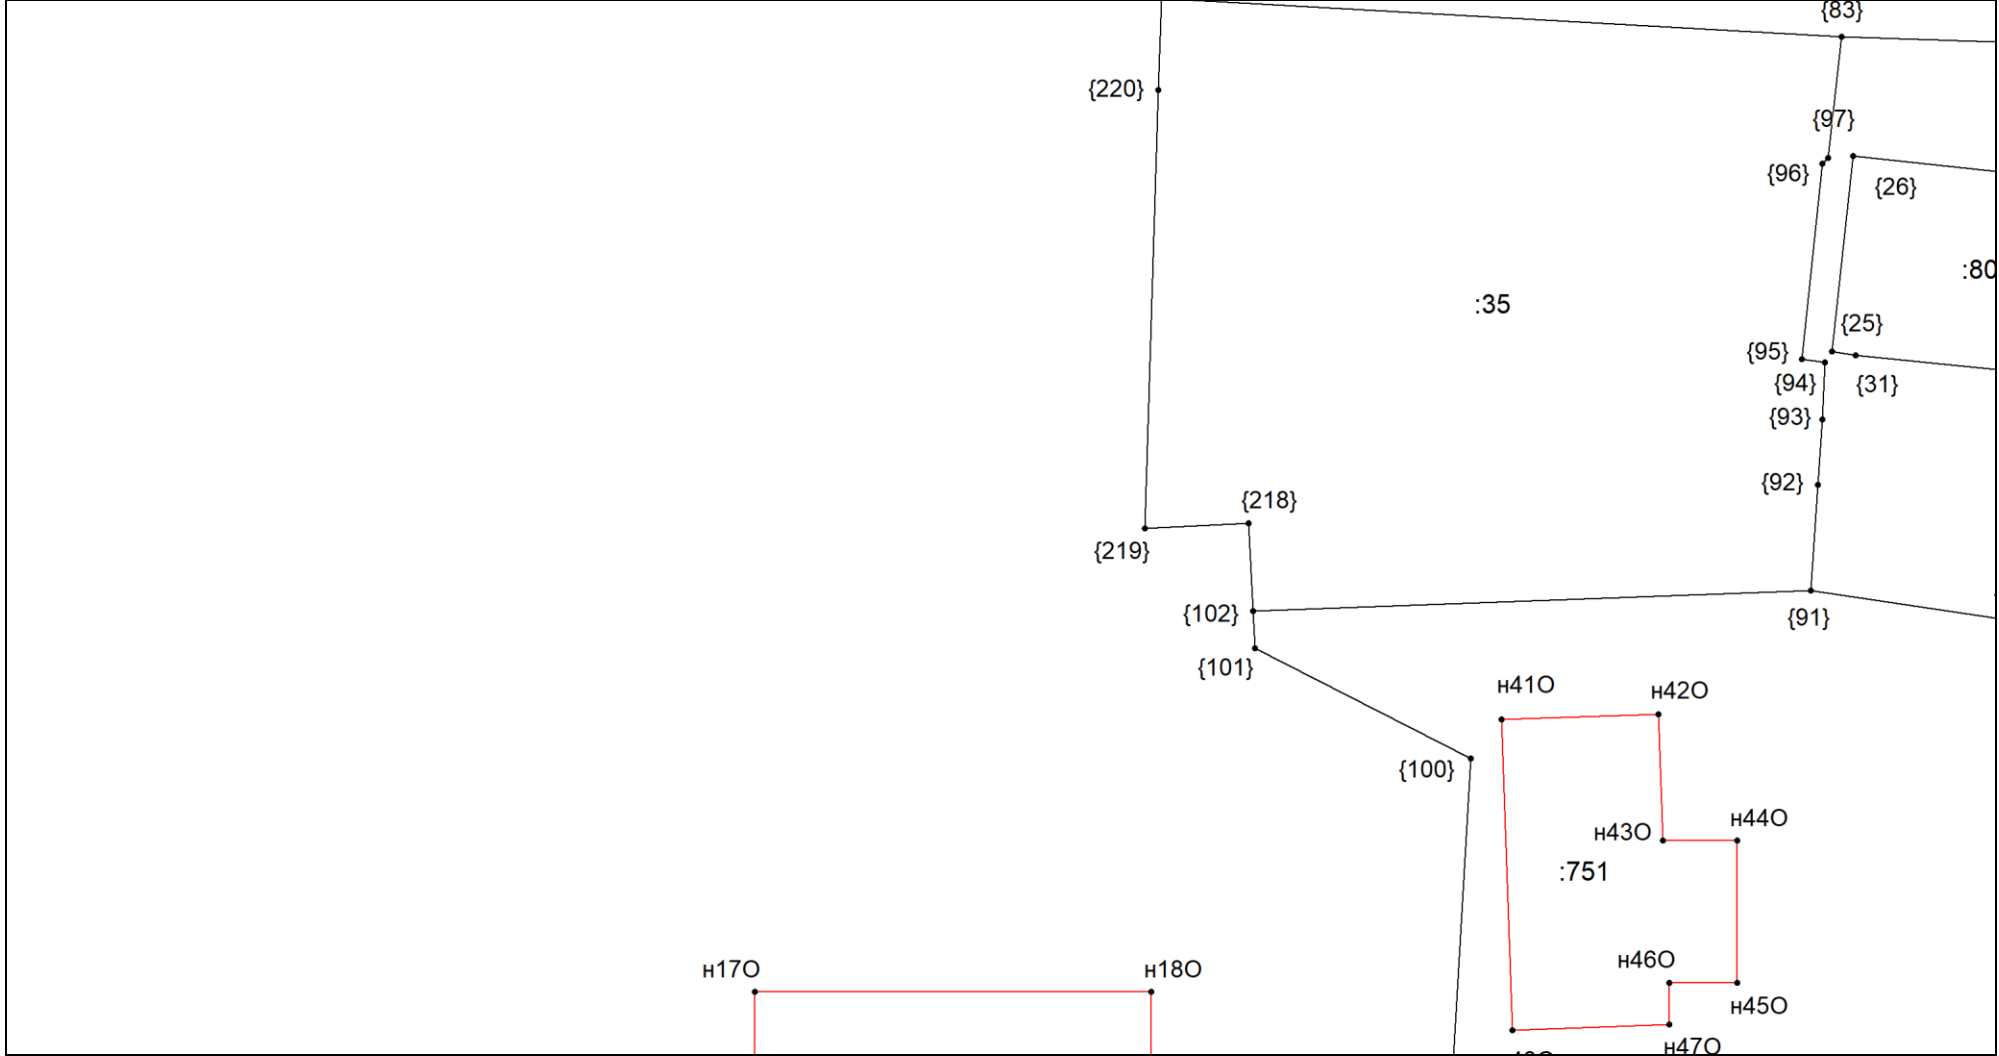 {83}
{220}
{97}
{96}
{26}
:80
:35
{25}
{95}
{94}
{31}
{93}
{92}
{218}
{219}
{102}
{91}
{101}
н41О
н42О
{100}
н44О
н43О
:751
н46О
н17О
н18О
н45О
н47О